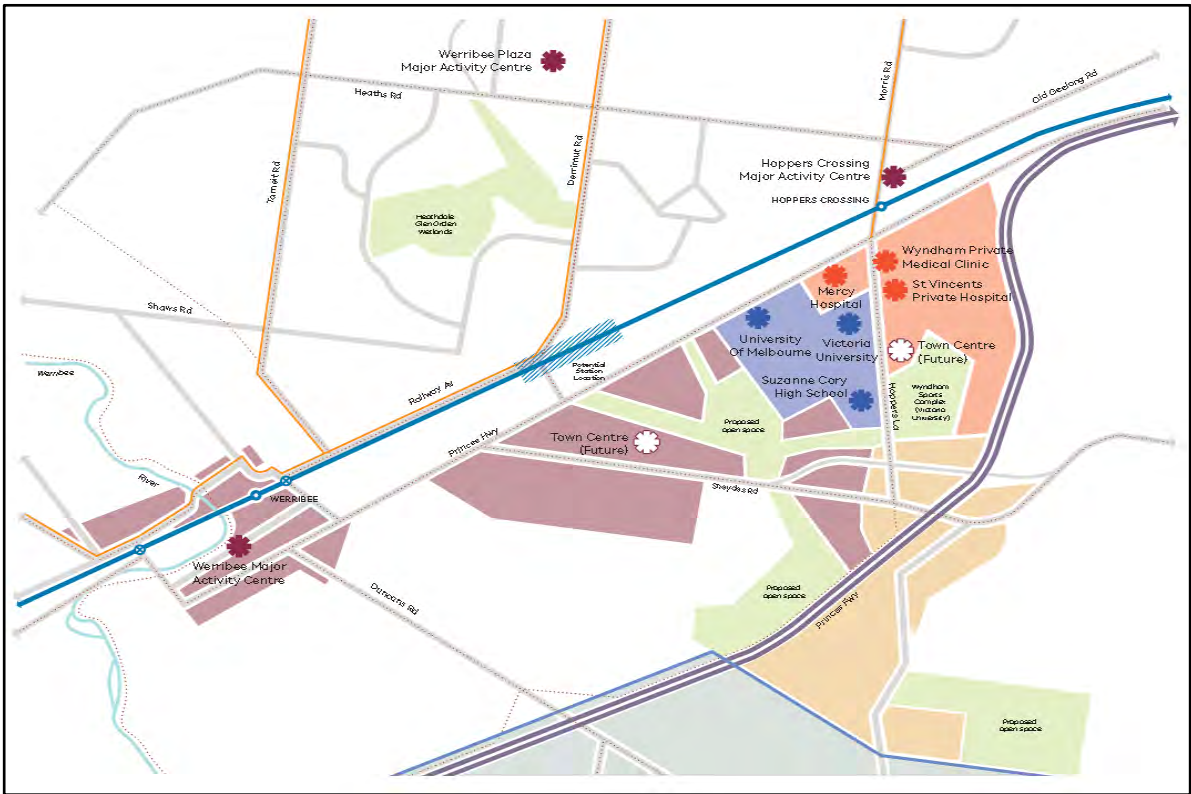 Werribee Plaza
Major Activity Centre
Heaths Rd
Morris Rd
Old Geelong Rd
Tarneit Rd
Derrimut Rd
Hoppers Crossing
Major Activity Centre
HOPPERS CROSSING
Heathdale
Glen Orden
Wetlands
Wyndham Private
Medical Clinic
St Vincents
Private Hospital
Mercy
Hospital
Shaws Rd
University
Of Melbourne
Victoria
University
Town Centre
(Future)
Werribee
Potential
Station
Location
Suzanne Cory
High School
Railway Av
Wyndham
Sports
Complex
(Victoria
University)
Hoppers La
Proposed
open space
Town Centre
(Future)
Princes Hwy
Sneydes Rd
River
WERRIBEE
Werribee Major
Activity Centre
Duncans Rd
Proposed
open space
Princes Hwy
Proposed
open space